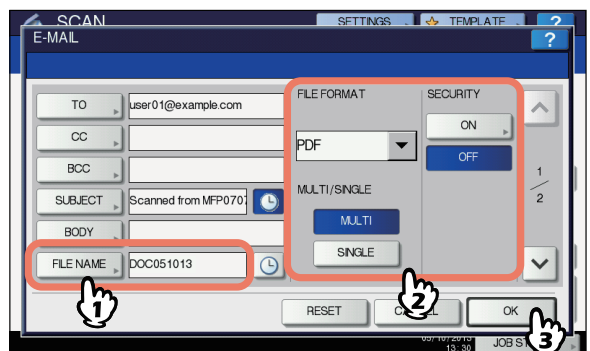 SCAN SETTINGS TEMPLATE ?
E-MAIL ?
TO user01@example.com
CC
BCC
SUBJECT Scanned from MFP0707
BODY
FILE NAME DOC051013
FILE FORMAT
PDF
MULTI/SINGLE
MULTI
SINGLE
SECURITY
ON
OFF
1
2
RESET OK
1
2
3
13:30 JOB